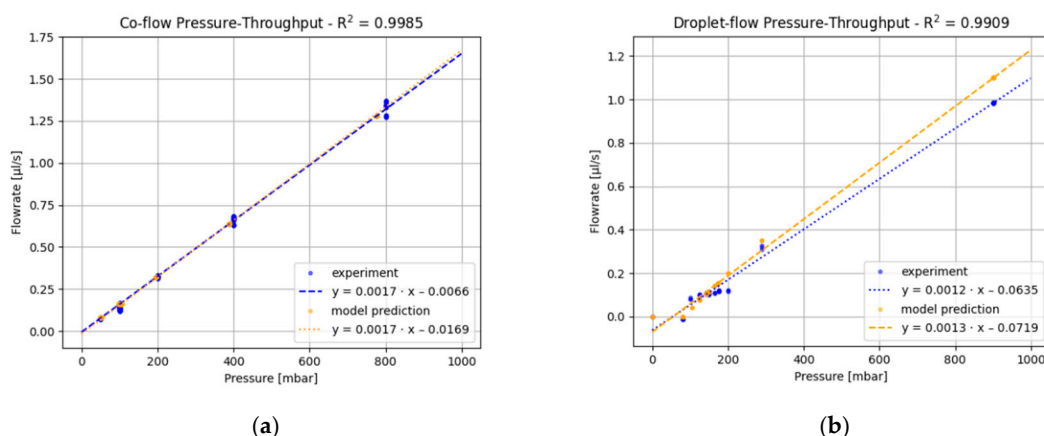 Co-flow Pressure-Throughput - R² = 0.9985
1.75
1.50
1.25
1.00
0.75
0.50
0.25
0.00
Flowrate [µl/s]
experiment
y = 0.0017 · x – 0.0066
model prediction
y = 0.0017 · x – 0.0169
0 200 400 600 800 1000
Pressure [mbar]
(a)
Droplet-flow Pressure-Throughput - R² = 0.9909
1.2
1.0
0.8
0.6
0.4
0.2
0.0
Flowrate [µl/s]
experiment
y = 0.0012 · x – 0.0635
model prediction
y = 0.0013 · x – 0.0719
0 200 400 600 800 1000
Pressure [mbar]
(b)